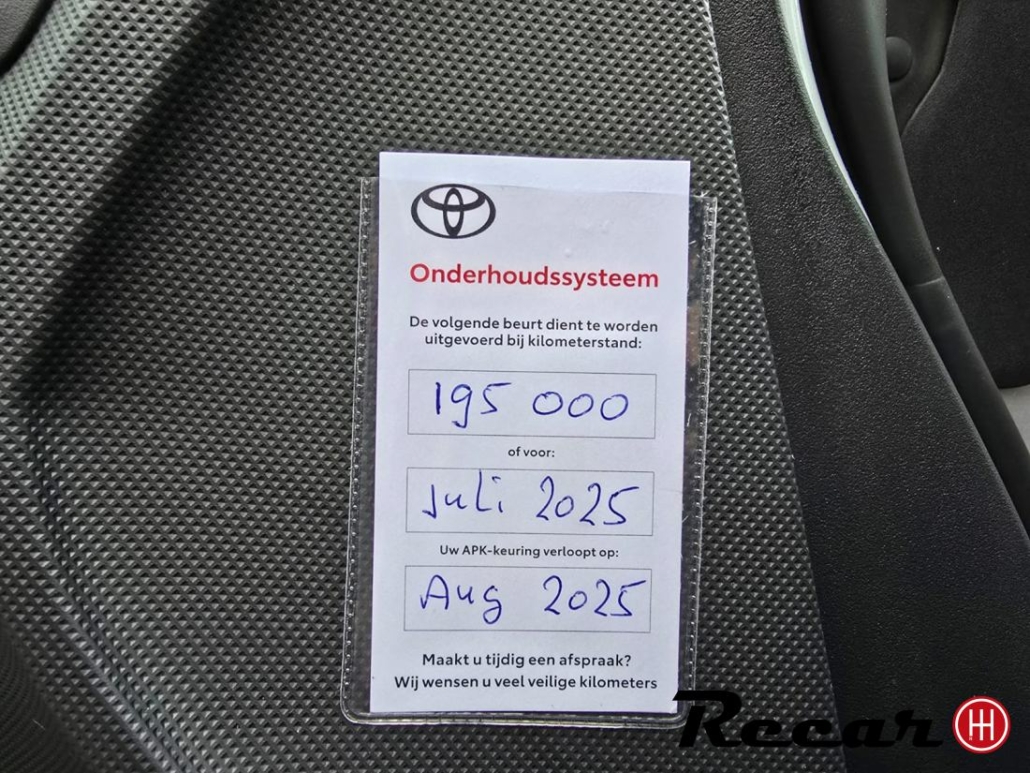 Onderhoudssysteem
De volgende beurt dient te worden
uitgevoerd bij kilometerstand:
195 000
of voor:
juli 2025
Uw APK-keuring verloopt op:
Aug 2025
Maakt u tijdig een afspraak?
Wij wensen u veel veilige kilometers
Recar